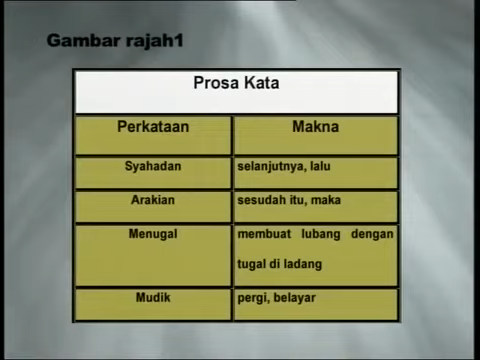 Gambar rajah1
Prosa Kata
Perkataan Makna
Syahadan selanjutnya, lalu
Arakian sesudah itu, maka
Menugal membuat lubang dengan
tugal di ladang
Mudik pergi, belayar